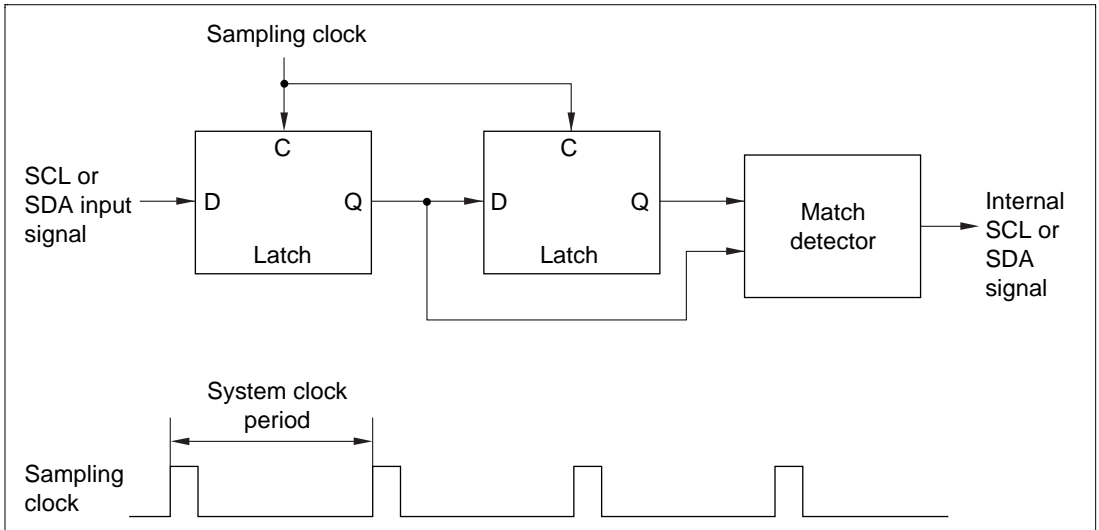 Sampling clock
C
C
SCL or
SDA input
signal
D
Q
Latch
D
Q
Latch
Match
detector
Internal
SCL or
SDA
signal
System clock
period
Sampling
clock